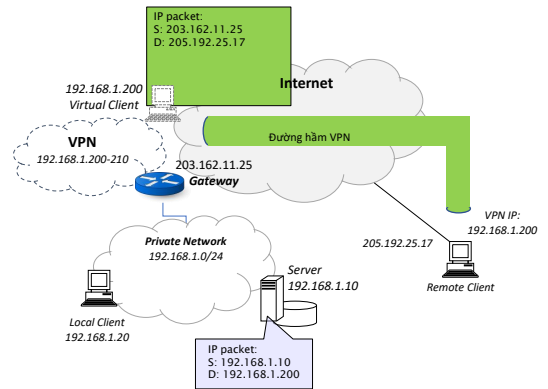 IP packet:
S: 203.162.11.25
D: 205.192.25.17
Internet
192.168.1.200
Virtual Client
Đường hầm VPN
VPN
192.168.1.200-210
203.162.11.25
Gateway
VPN IP:
192.168.1.200
205.192.25.17
Remote Client
Private Network
192.168.1.0/24
Server
192.168.1.10
Local Client
192.168.1.20
IP packet:
S: 192.168.1.10
D: 192.168.1.200